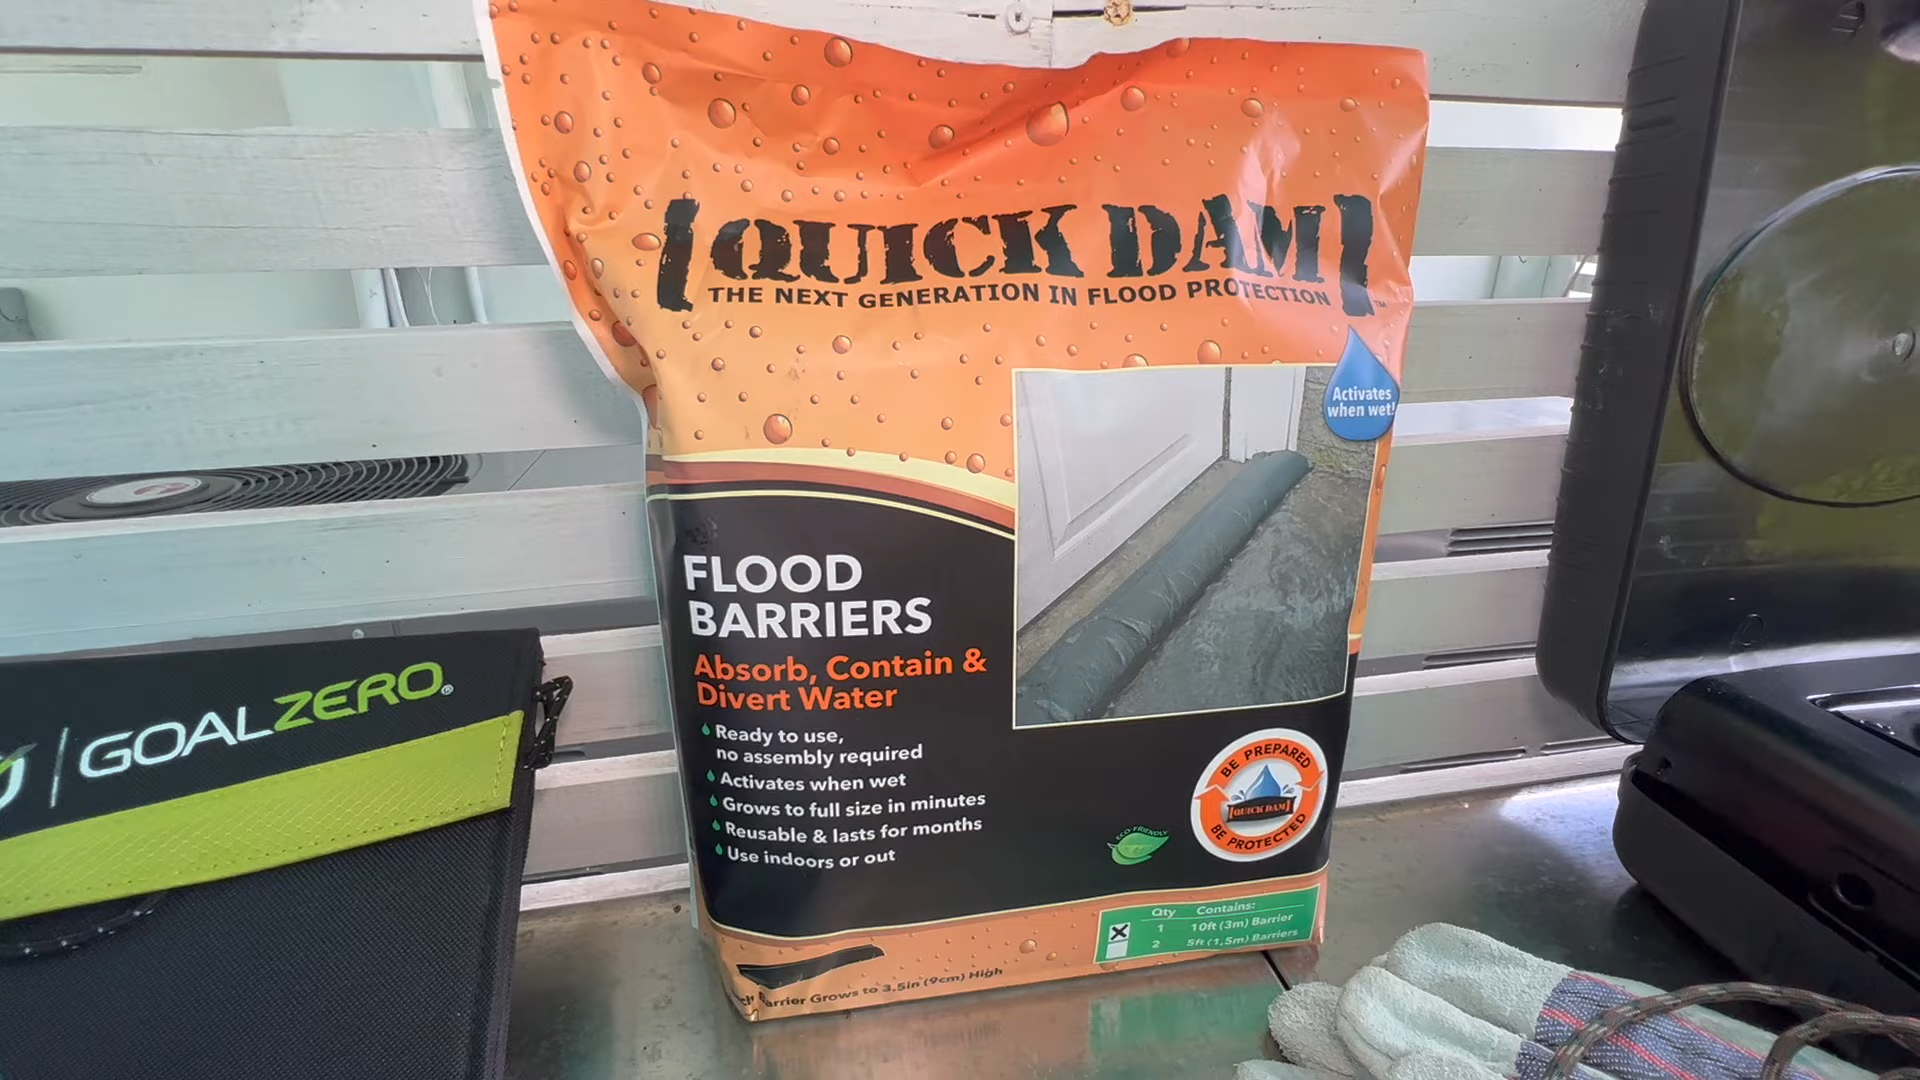 [QUICK DAM]
THE NEXT GENERATION IN FLOOD PROTECTION™
Activates
when wet!
FLOOD
BARRIERS
Absorb, Contain &
Divert Water
Ready to use,
no assembly required
Activates when wet
Grows to full size in minutes
Reusable & lasts for months
Use indoors or out
ECO-FRIENDLY
BE PREPARED
[QUICK DAM]
BE PROTECTED
Qty Contains:
X 1 10ft (3m) Barrier
2 5ft (1,5m) Barriers
Barrier Grows to 3.5in (9cm) High
GOALZERO®